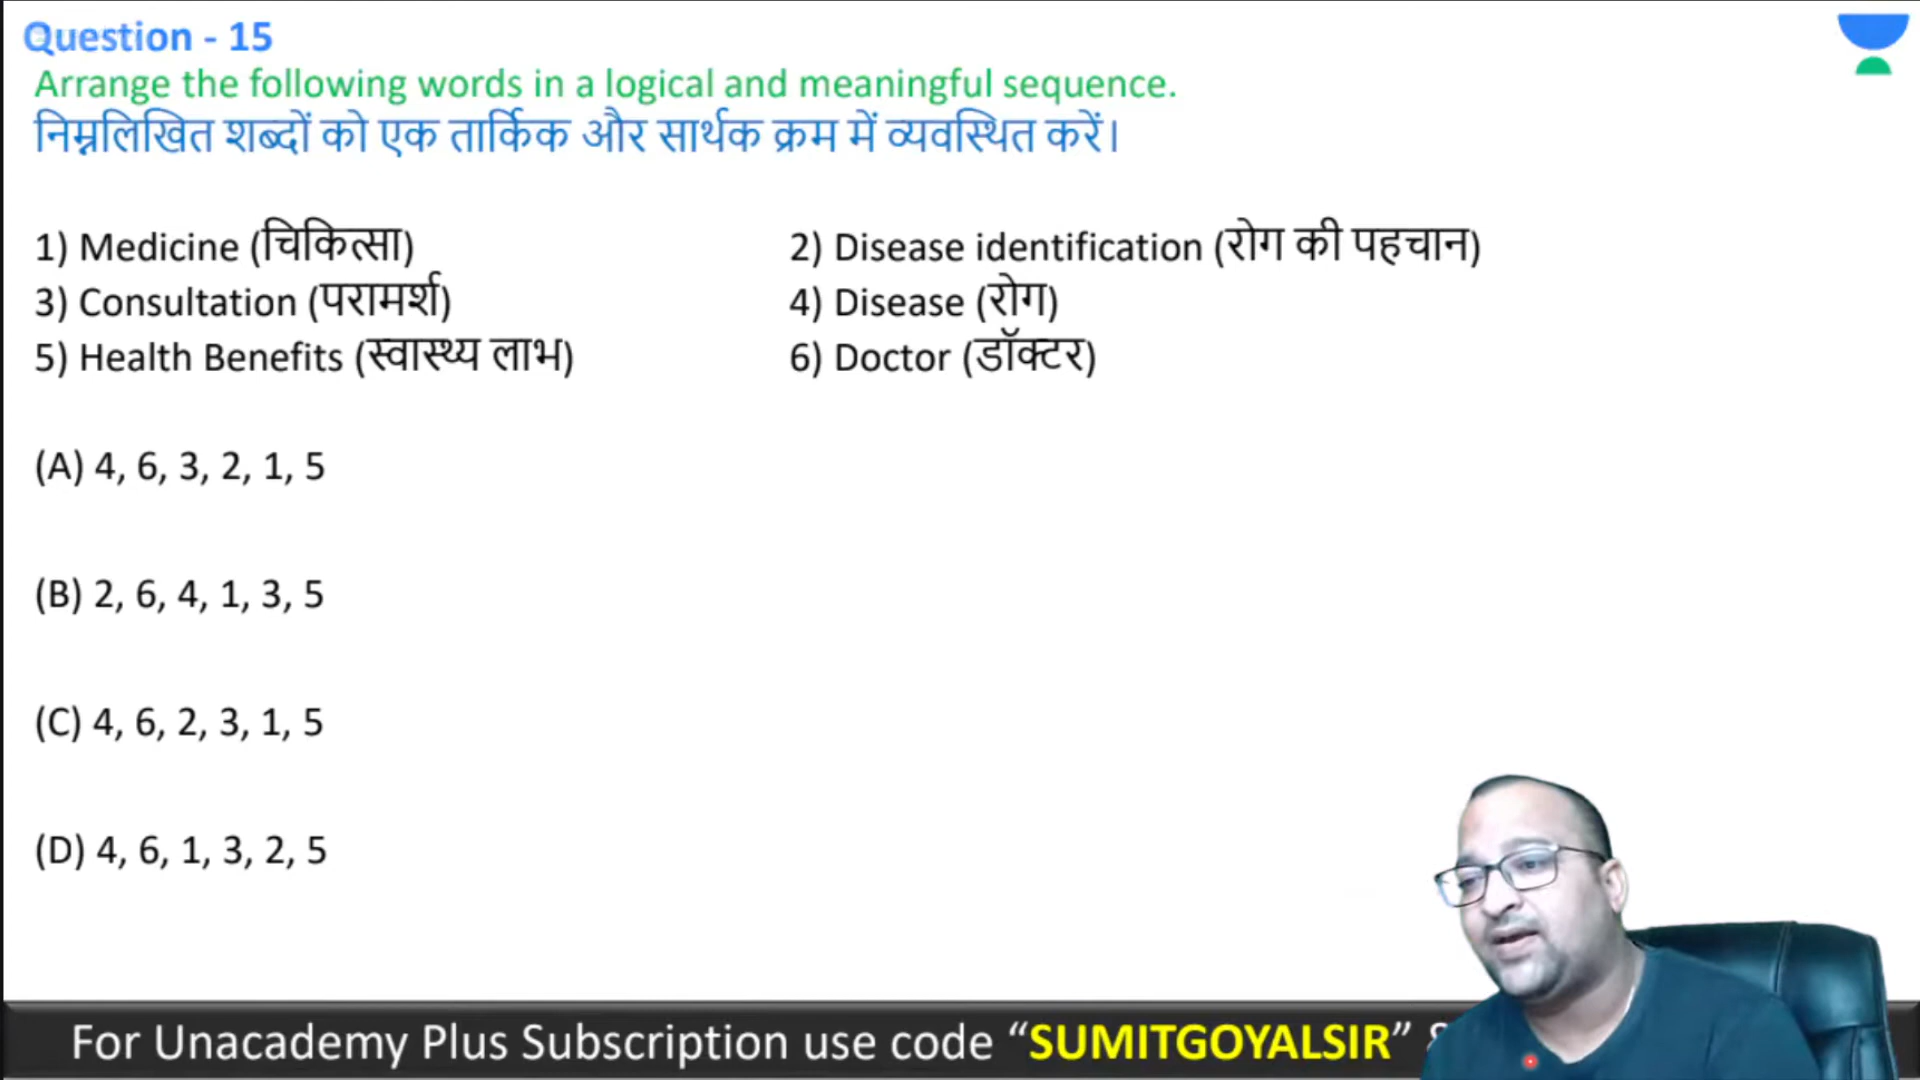 Question - 15
Arrange the following words in a logical and meaningful sequence.
निम्नलिखित शब्दों को एक तार्किक और सार्थक क्रम में व्यवस्थित करें।
1) Medicine (चिकित्सा) 2) Disease identification (रोग की पहचान)
3) Consultation (परामर्श) 4) Disease (रोग)
5) Health Benefits (स्वास्थ्य लाभ) 6) Doctor (डॉक्टर)
(A) 4, 6, 3, 2, 1, 5
(B) 2, 6, 4, 1, 3, 5
(C) 4, 6, 2, 3, 1, 5
(D) 4, 6, 1, 3, 2, 5
For Unacademy Plus Subscription use code “SUMITGOYALSIR”